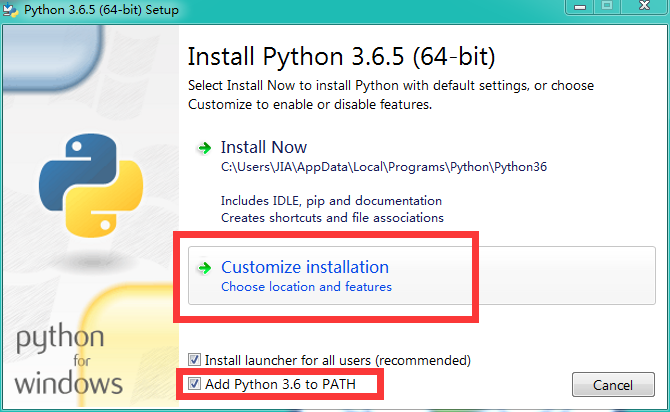 Python 3.6.5 (64-bit) Setup
Install Python 3.6.5 (64-bit)
Select Install Now to install Python with default settings, or choose
Customize to enable or disable features.
Install Now
C:\Users\JIA\AppData\Local\Programs\Python\Python36
Includes IDLE, pip and documentation
Creates shortcuts and file associations
Customize installation
Choose location and features
python
for
windows
Install launcher for all users (recommended)
Add Python 3.6 to PATH
Cancel